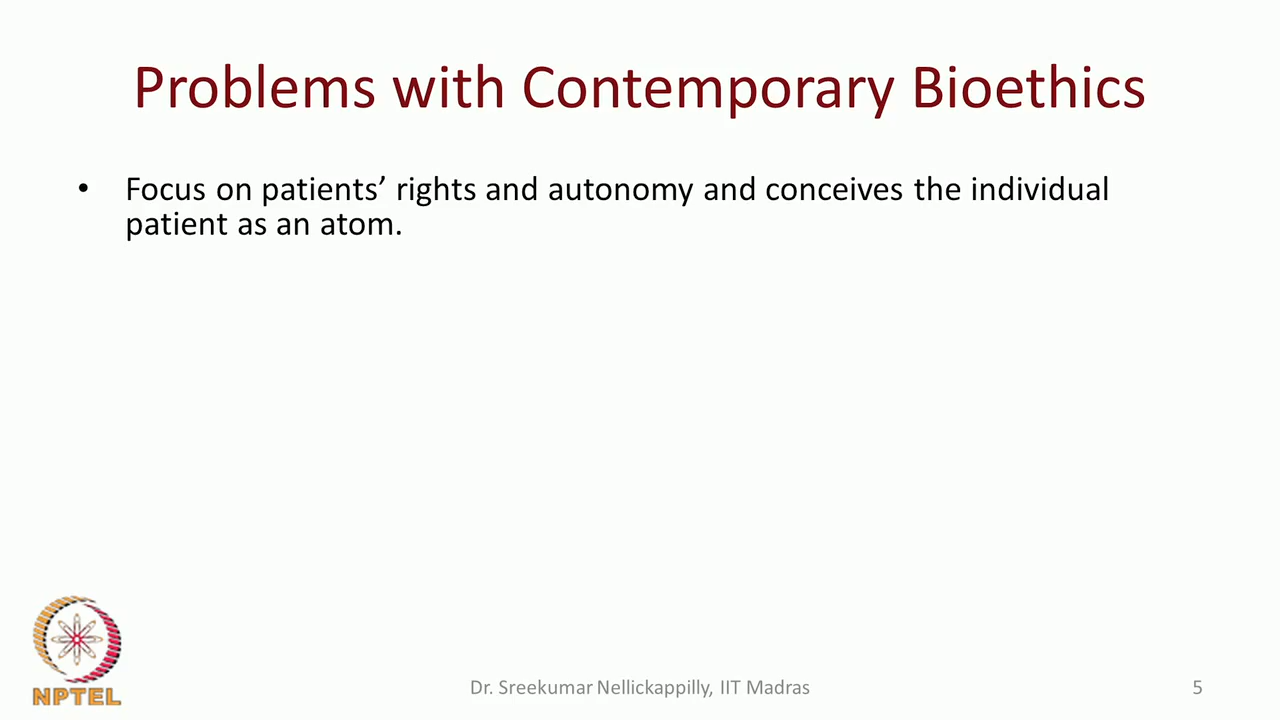 Problems with Contemporary Bioethics
• Focus on patients’ rights and autonomy and conceives the individual
patient as an atom.
NPTEL
Dr. Sreekumar Nellickappilly, IIT Madras
5